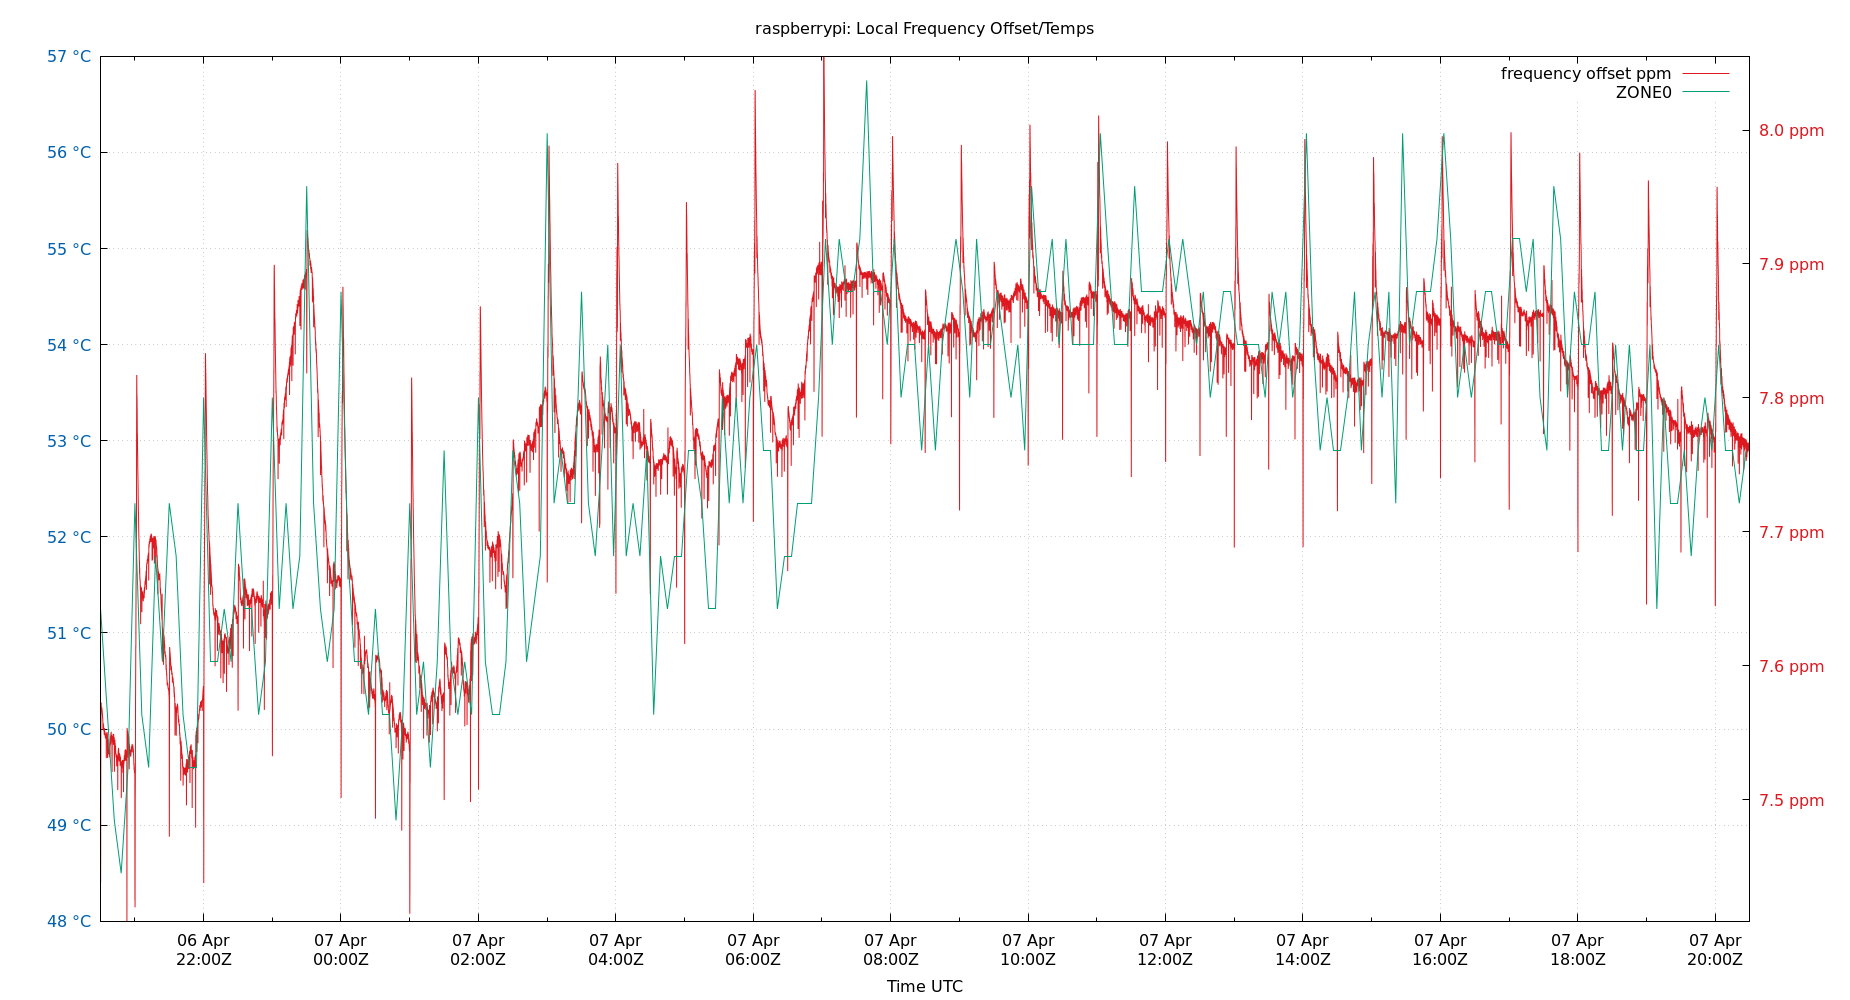 raspberrypi: Local Frequency Offset/Temps
57 °C
56 °C
55 °C
54 °C
53 °C
52 °C
51 °C
50 °C
49 °C
48 °C
frequency offset ppm
ZONE0
8.0 ppm
7.9 ppm
7.8 ppm
7.7 ppm
7.6 ppm
7.5 ppm
06 Apr
22:00Z
07 Apr
00:00Z
07 Apr
02:00Z
07 Apr
04:00Z
07 Apr
06:00Z
07 Apr
08:00Z
07 Apr
10:00Z
07 Apr
12:00Z
07 Apr
14:00Z
07 Apr
16:00Z
07 Apr
18:00Z
07 Apr
20:00Z
Time UTC